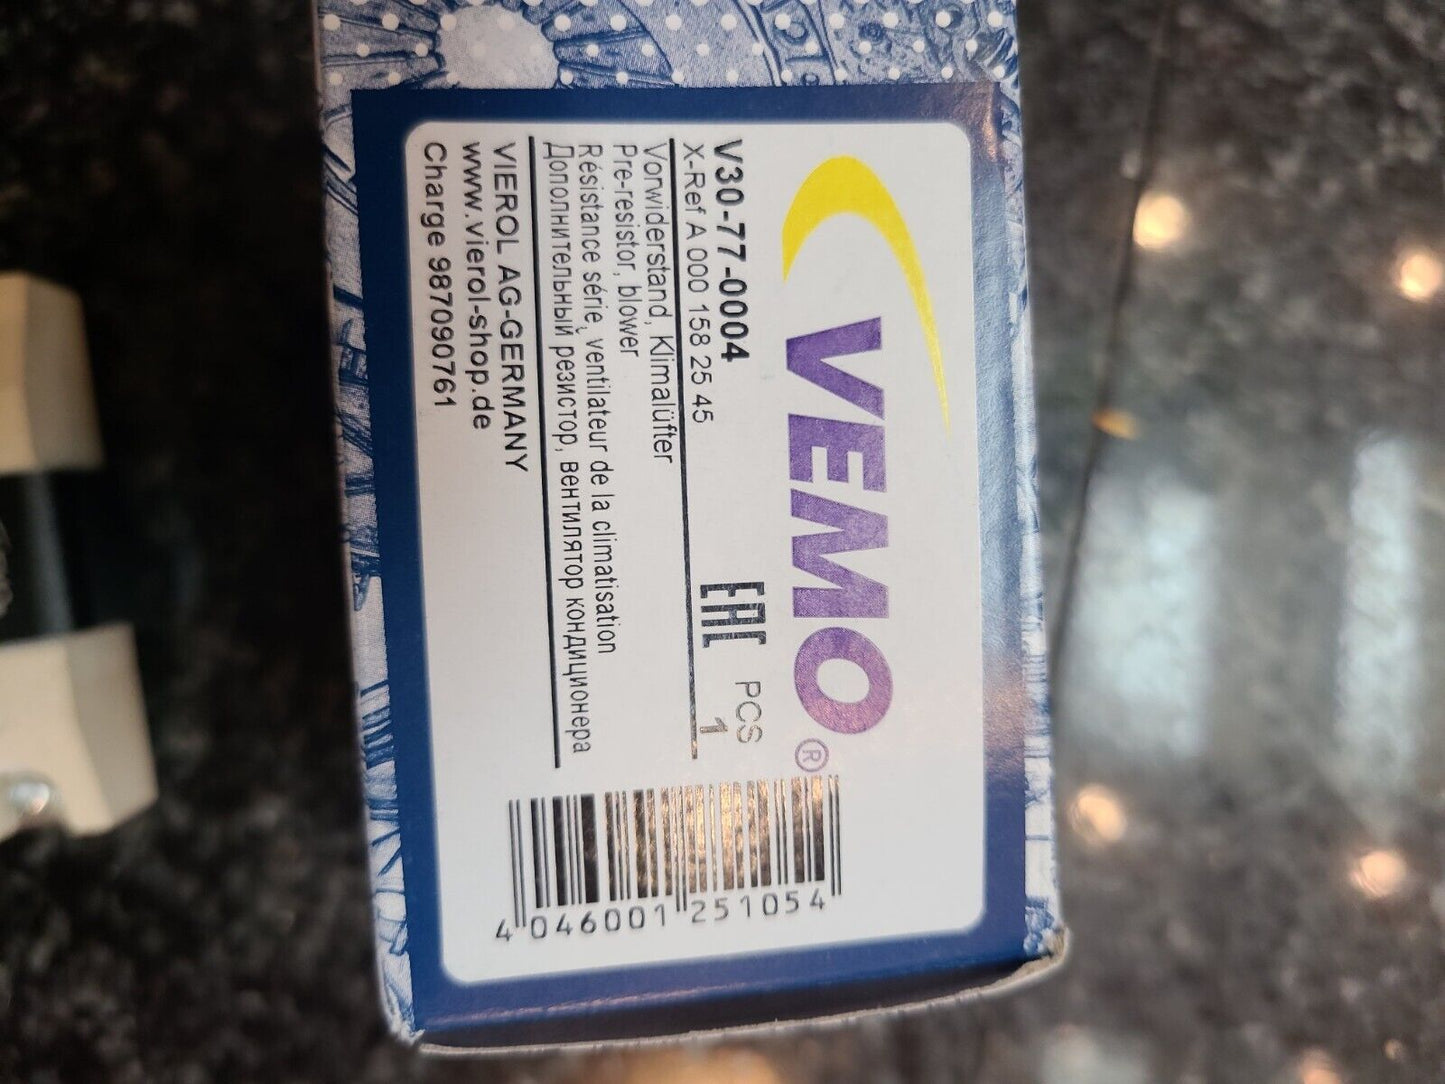 VEMO®
V30-77-0004
X-Ref A 000 158 25 45
EAC
PCS
1
Vorwiderstand, Klimalüfter
Pre-resistor, blower
Résistance série, ventilateur de la climatisation
Дополнительный резистор, вентилятор кондиционера
VIEROL AG-GERMANY
www.vierol-shop.de
Charge 987090761
4 046001 251054